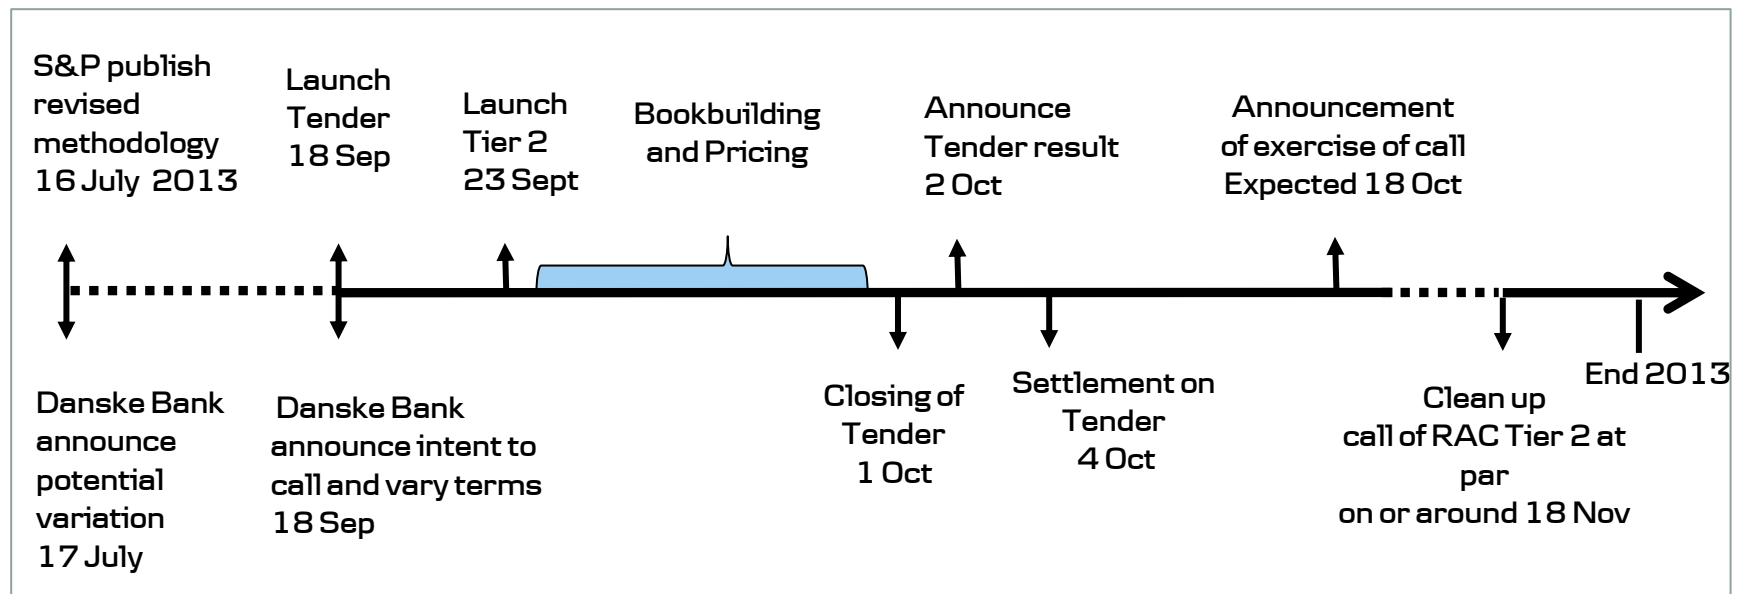 S&P publish
revised
methodology
16 July 2013
Launch
Tender
18 Sep
Launch
Tier 2
23 Sept
Bookbuilding
and Pricing
Announce
Tender result
2 Oct
Announcement
of exercise of call
Expected 18 Oct
Danske Bank
announce
potential
variation
17 July
Danske Bank
announce intent to
call and vary terms
18 Sep
Closing of
Tender
1 Oct
Settlement on
Tender
4 Oct
Clean up
call of RAC Tier 2 at
par
on or around 18 Nov
End 2013